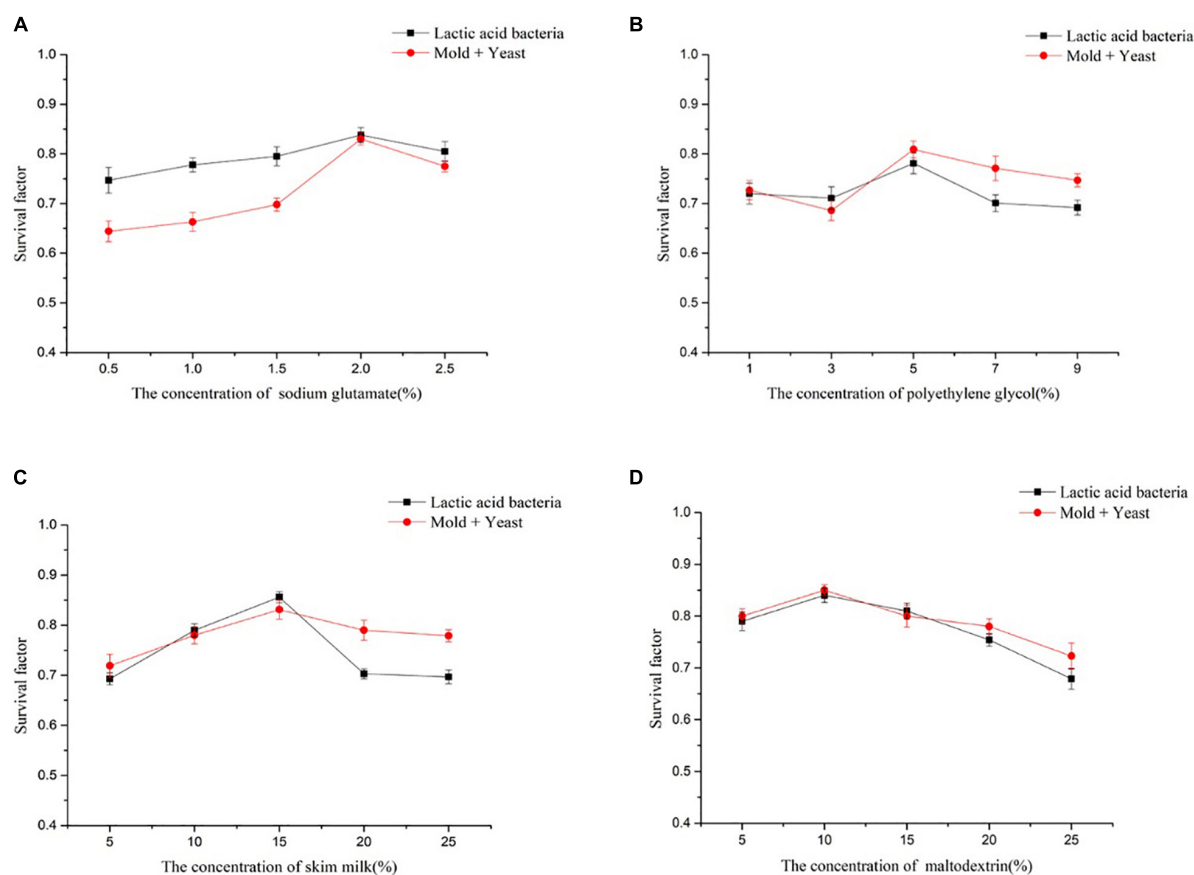 A
Lactic acid bacteria
Mold + Yeast
1.0
0.9
0.8
0.7
0.6
0.5
0.4
Survival factor
0.5 1.0 1.5 2.0 2.5
The concentration of sodium glutamate(%)
B
Lactic acid bacteria
Mold + Yeast
1.0
0.9
0.8
0.7
0.6
0.5
0.4
Survival factor
1 3 5 7 9
The concentration of polyethylene glycol(%)
C
Lactic acid bacteria
Mold + Yeast
1.0
0.9
0.8
0.7
0.6
0.5
0.4
Survival factor
5 10 15 20 25
The concentration of skim milk(%)
D
Lactic acid bacteria
Mold + Yeast
1.0
0.9
0.8
0.7
0.6
0.5
0.4
Survival factor
5 10 15 20 25
The concentration of maltodextrin(%)